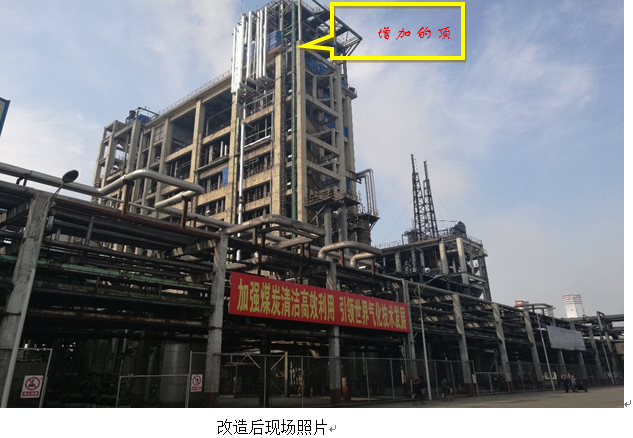 增加的顶
加强煤炭清洁高效利用 引领世界气化技术发展
改造后现场照片